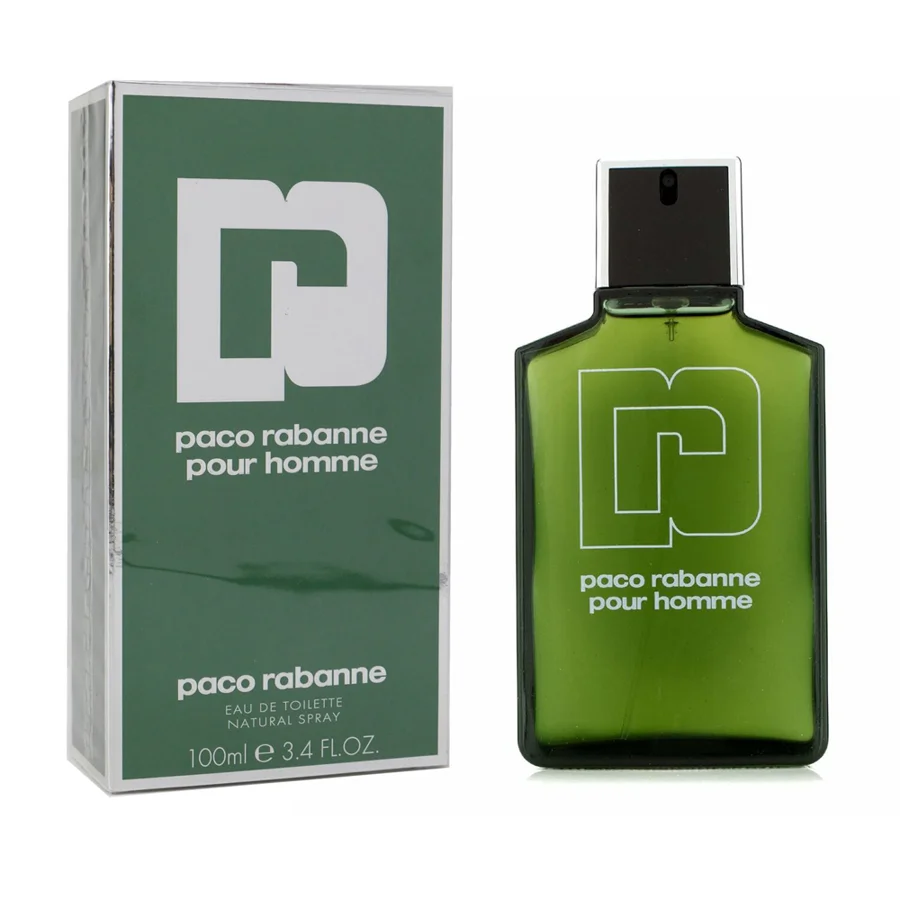 paco rabanne
pour homme
paco rabanne
EAU DE TOILETTE
NATURAL SPRAY
100ml e 3.4 FL.OZ.
paco rabanne
pour homme